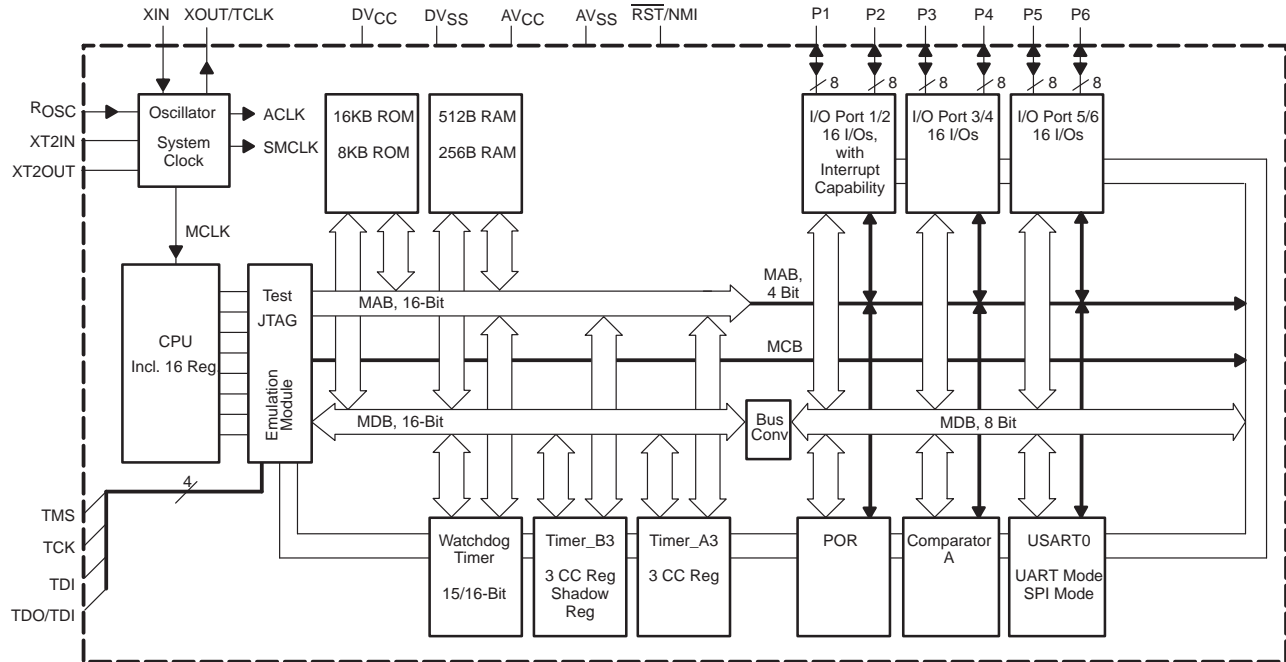 XIN XOUT/TCLK DVCC DVSS AVCC AVSS RST/NMI P1 P2 P3 P4 P5 P6
8 8 8 8 8 8
ROSC
XT2IN
XT2OUT
Oscillator
System
Clock
ACLK
SMCLK
MCLK
16KB ROM
8KB ROM
512B RAM
256B RAM
I/O Port 1/2
16 I/Os,
with
Interrupt
Capability
I/O Port 3/4
16 I/Os
I/O Port 5/6
16 I/Os
CPU
Incl. 16 Reg.
Test
JTAG
Emulation
Module
MAB, 16-Bit
MAB,
4 Bit
MCB
MDB, 16-Bit
Bus
Conv
MDB, 8 Bit
4
TMS
TCK
TDI
TDO/TDI
Watchdog
Timer
15/16-Bit
Timer_B3
3 CC Reg
Shadow
Reg
Timer_A3
3 CC Reg
POR
Comparator
A
USART0
UART Mode
SPI Mode